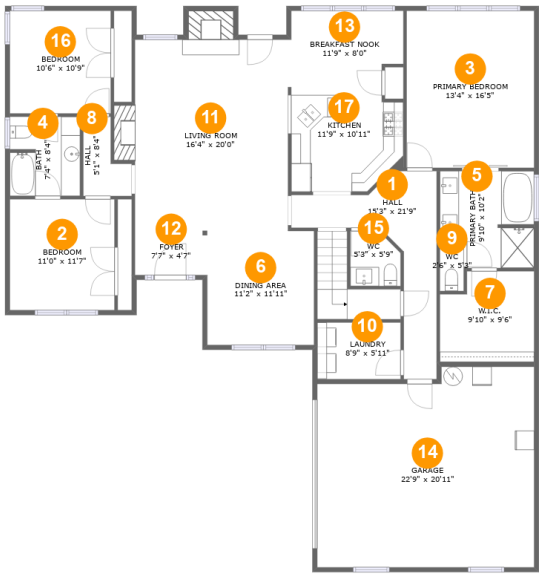 16
BEDROOM
10'6" x 10'9"
13
BREAKFAST NOOK
11'9" x 8'0"
3
PRIMARY BEDROOM
13'4" x 16'5"
4
BATH
7'4" x 8'4"
8
HALL
5'1" x 8'4"
11
LIVING ROOM
16'4" x 20'0"
17
KITCHEN
11'9" x 10'11"
1
HALL
15'3" x 21'9"
5
PRIMARY BATH
9'10" x 10'2"
2
BEDROOM
11'0" x 11'7"
12
FOYER
7'7" x 4'7"
15
WC
5'3" x 5'9"
9
WC
2'6" x 5'3"
6
DINING AREA
11'2" x 11'11"
7
W.I.C.
9'10" x 9'6"
10
LAUNDRY
8'9" x 5'11"
14
GARAGE
22'9" x 20'11"